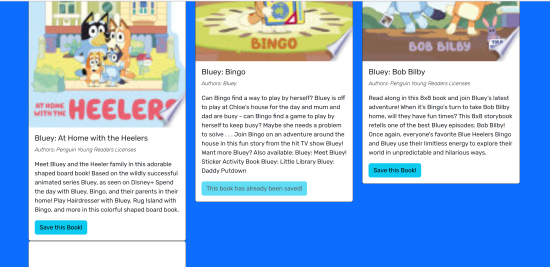 AT HOME
WITH THE HEELERS
Bluey: At Home with the Heelers
Authors: Penguin Young Readers Licenses
Meet Bluey and the Heeler family in this adorable
shaped board book! Based on the wildly successful
animated series Bluey, as seen on Disney+ Spend
the day with Bluey, Bingo, and their parents in their
home! Play Hairdresser with Bluey. Rug Island with
Bingo, and more in this colorful shaped board book.
Save this Book!
BINGO
Bluey: Bingo
Authors: Bluey
Can Bingo find a way to play by herself? Bluey is off
to play at Chloe's house for the day and mum and
dad are busy - can Bingo find a game to play by
herself to keep busy? Maybe she needs a problem
to solve . . . Join Bingo on an adventure around the
house in this fun story from the hit TV show Bluey!
Want more Bluey? Also available: Bluey: Meet Bluey!
Sticker Activity Book Bluey: Little Library Bluey:
Daddy Putdown
This book has already been saved!
BOB BILBY
Bluey: Bob Bilby
Authors: Penguin Young Readers Licenses
Read along in this 8x8 book and join Bluey's latest
adventure! When it's Bingo's turn to take Bob Bilby
home, will they have fun times? This 8x8 storybook
retells one of the best Bluey episodes: Bob Bilby!
Once again, everyone's favorite Blue Heelers Bingo
and Bluey use their limitless energy to explore their
world in unpredictable and hilarious ways.
Save this Book!